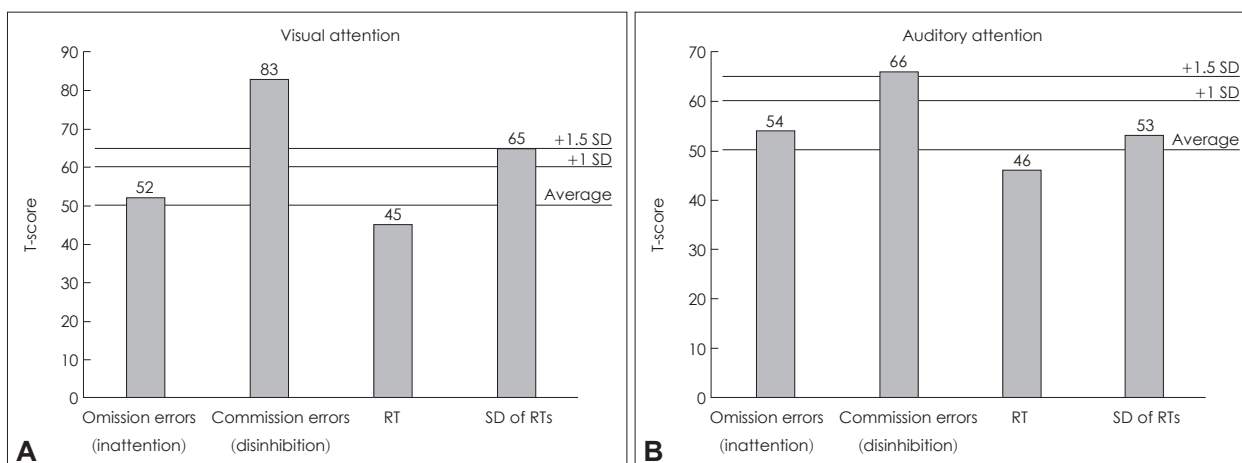 Visual attention
90
80
70
60
50
40
30
20
10
0
T-score
83
65
52
45
+1.5 SD
+1 SD
Average
Omission errors
(inattention)
Commission errors
(disinhibition)
RT
SD of RTs
A
Auditory attention
70
60
50
40
30
20
10
0
T-score
66
54
53
46
+1.5 SD
+1 SD
Average
Omission errors
(inattention)
Commission errors
(disinhibition)
RT
SD of RTs
B